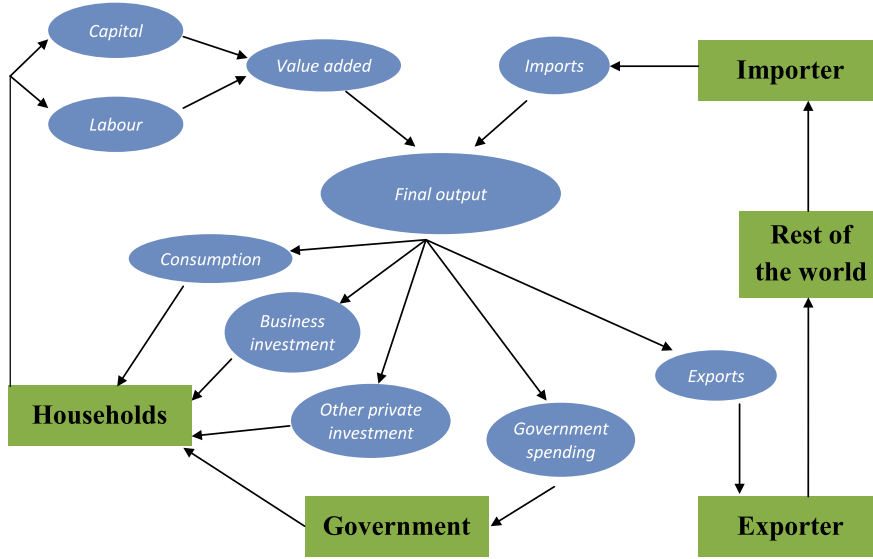 Capital
Value added
Imports
Importer
Labour
Final output
Rest of
the world
Consumption
Business
investment
Exports
Households
Other private
investment
Government
spending
Government
Exporter